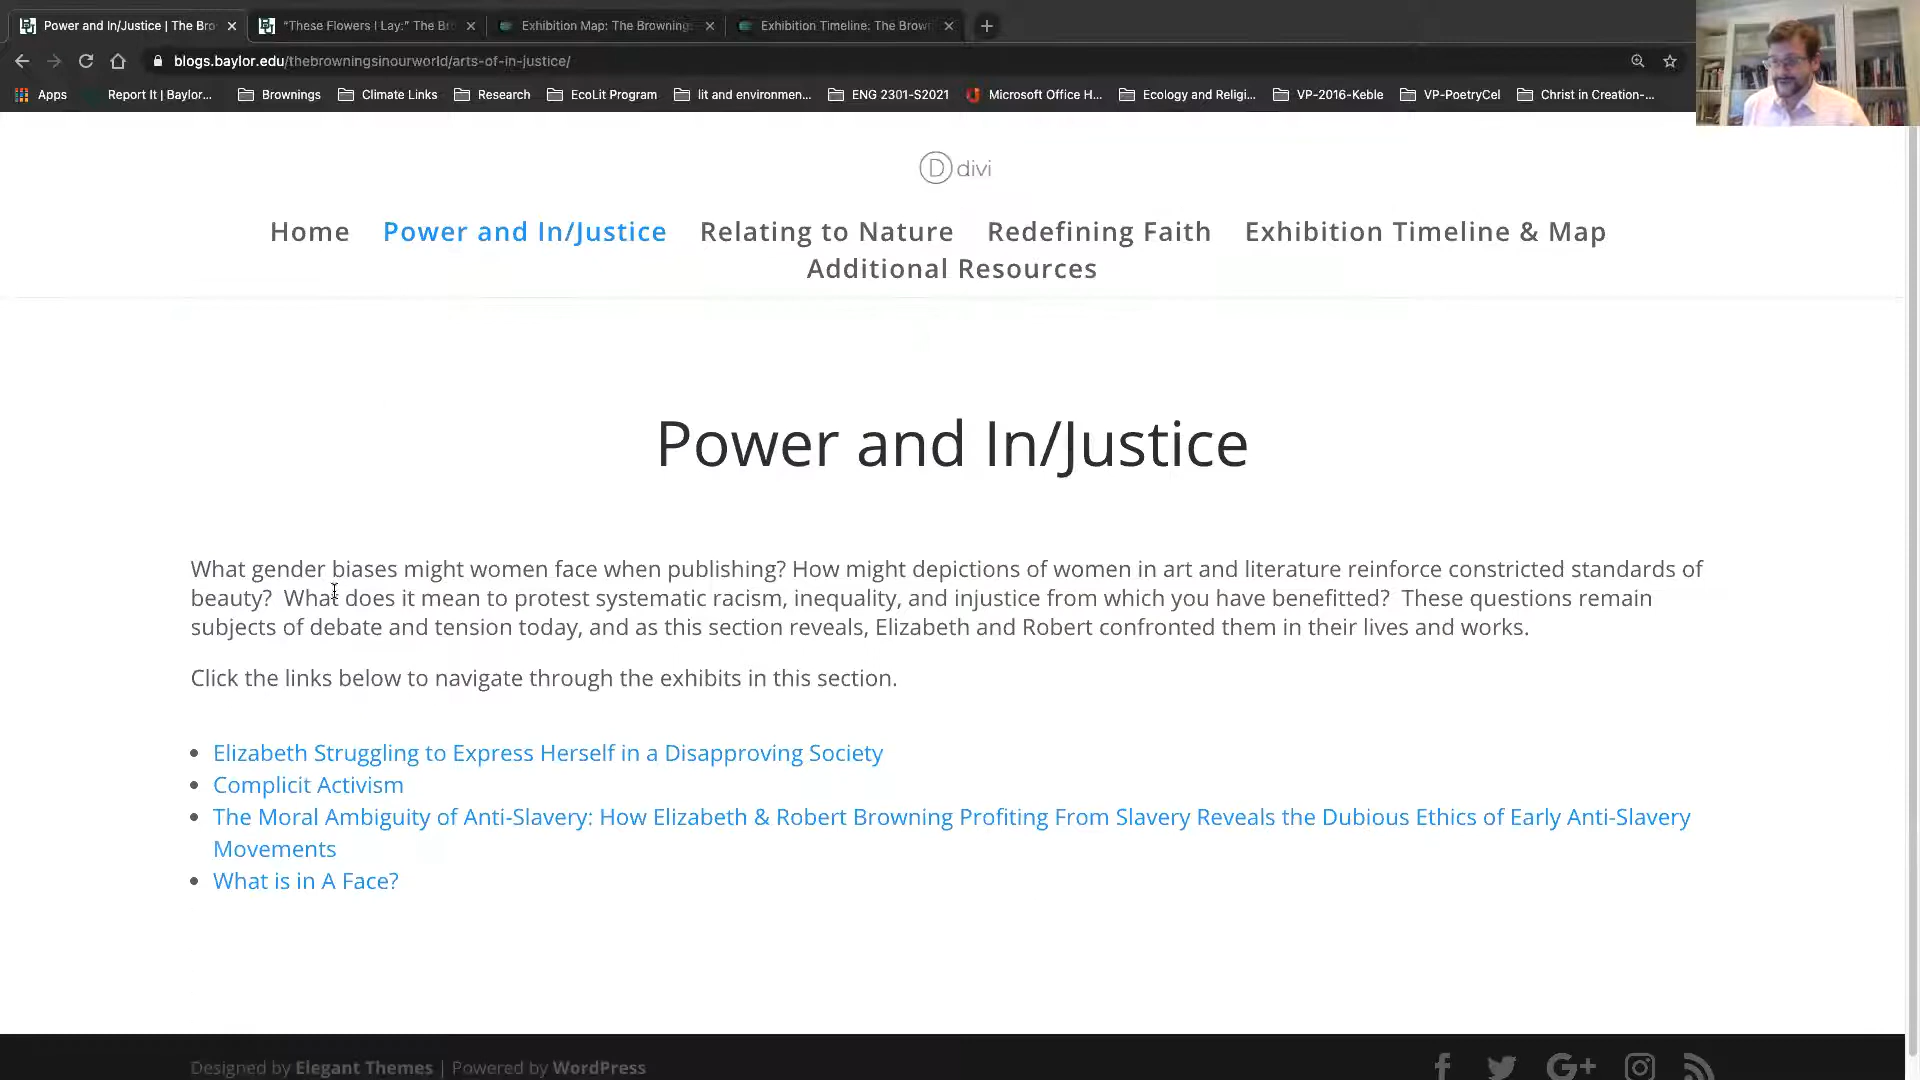 Power and In/Justice | The Bro
"These Flowers I Lay:" The Br
Exhibition Map: The Browning
Exhibition Timeline: The Brow
blogs.baylor.edu/thebrowningsinourworld/arts-of-in-justice/
Apps
Report It | Baylor...
Brownings
Climate Links
Research
EcoLit Program
lit and environmen...
ENG 2301-S2021
Microsoft Office H...
Ecology and Religi...
VP-2016-Keble
VP-PoetryCel
Christ in Creation-...
D divi
Home Power and In/Justice Relating to Nature Redefining Faith Exhibition Timeline & Map
Additional Resources
Power and In/Justice
What gender biases might women face when publishing? How might depictions of women in art and literature reinforce constricted standards of
beauty? What does it mean to protest systematic racism, inequality, and injustice from which you have benefitted? These questions remain
subjects of debate and tension today, and as this section reveals, Elizabeth and Robert confronted them in their lives and works.
Click the links below to navigate through the exhibits in this section.
Elizabeth Struggling to Express Herself in a Disapproving Society
Complicit Activism
The Moral Ambiguity of Anti-Slavery: How Elizabeth & Robert Browning Profiting From Slavery Reveals the Dubious Ethics of Early Anti-Slavery
Movements
What is in A Face?
Designed by Elegant Themes | Powered by WordPress